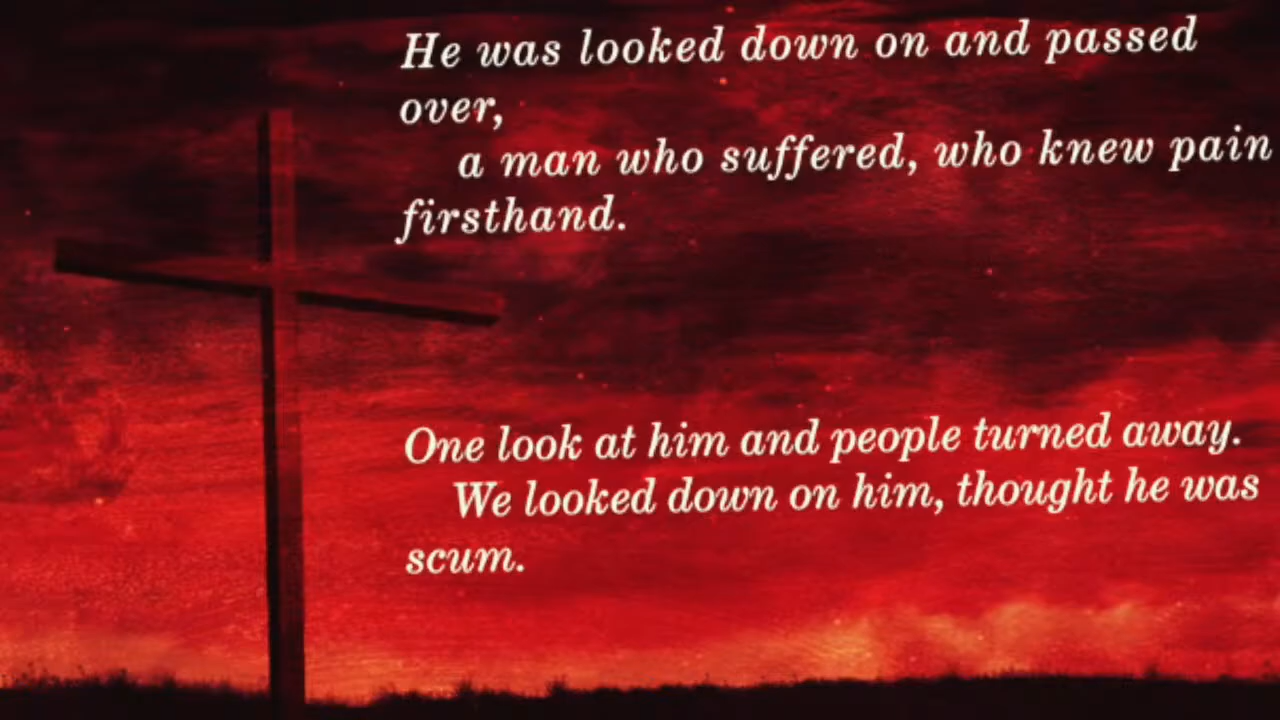 He was looked down on and passed
over,
a man who suffered, who knew pain
firsthand.
One look at him and people turned away.
We looked down on him, thought he was
scum.